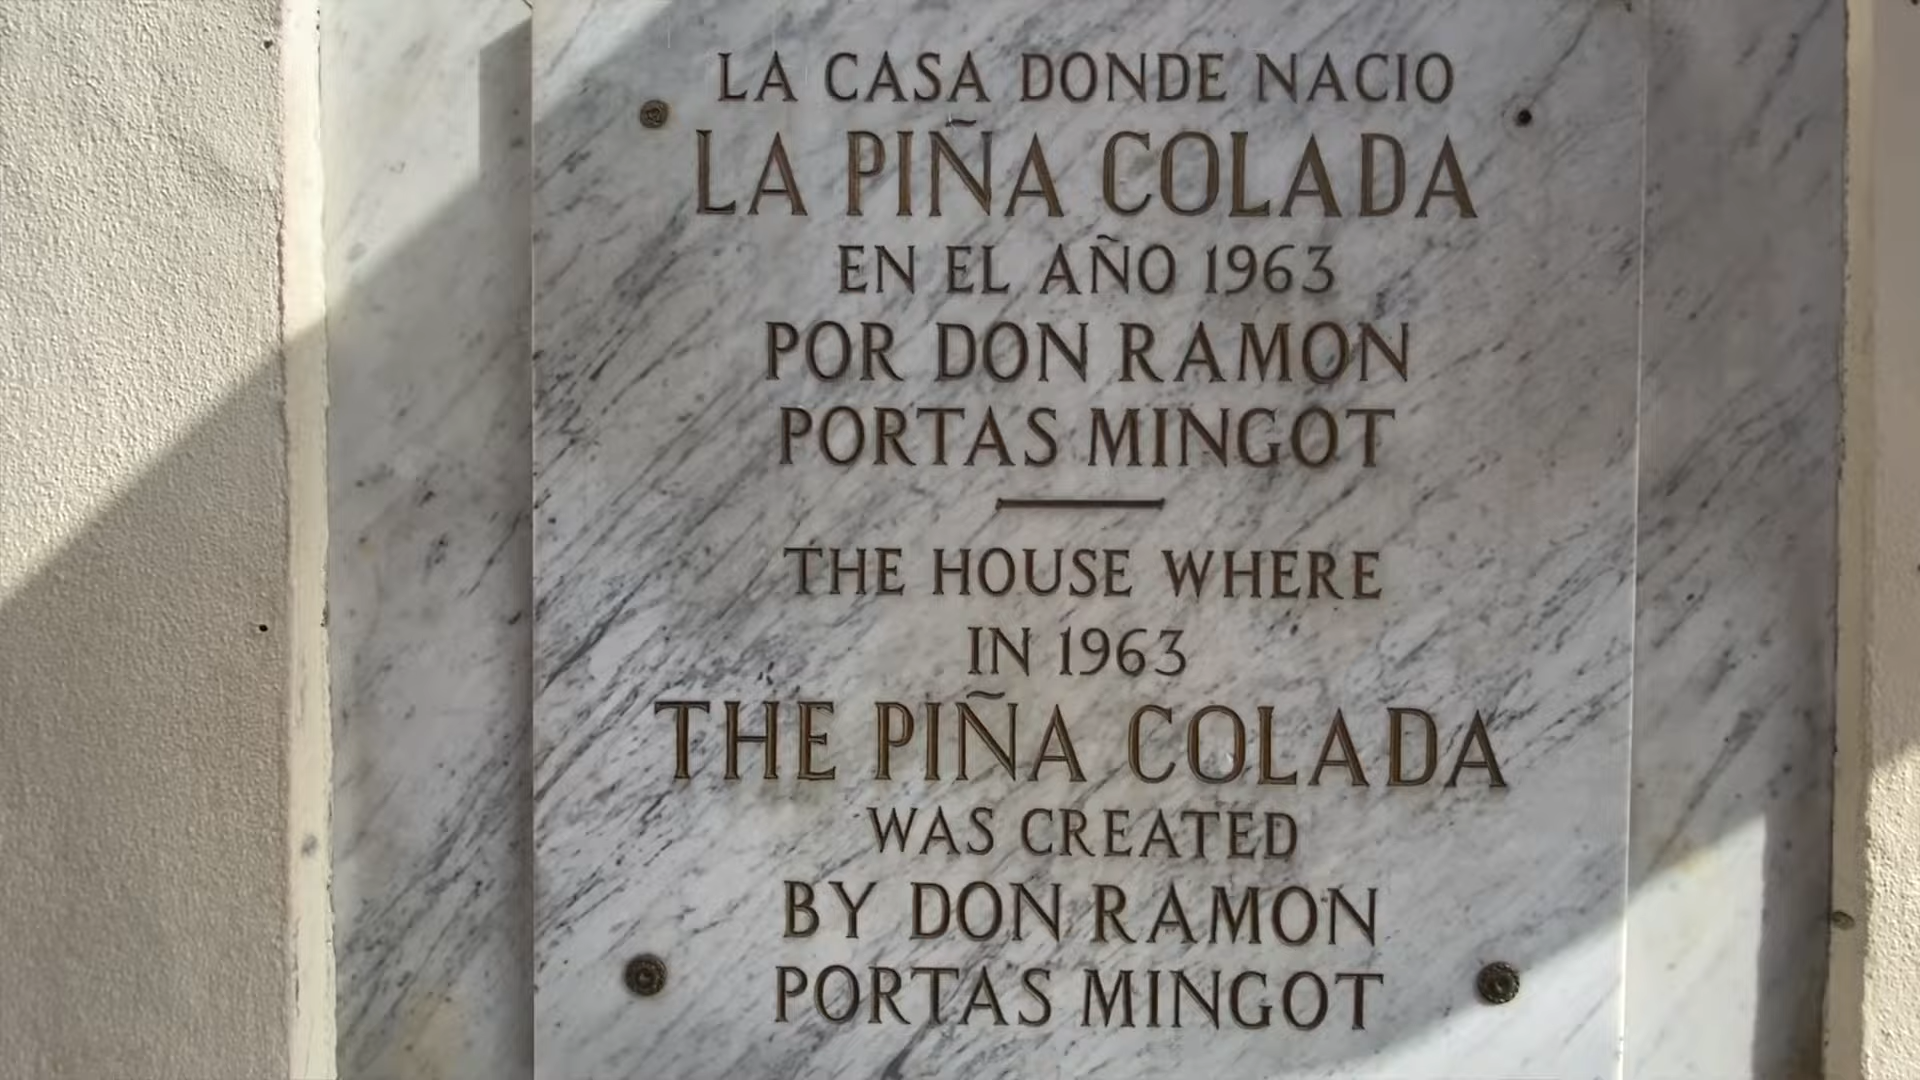 LA CASA DONDE NACIO
LA PIÑA COLADA
EN EL AÑO 1963
POR DON RAMON
PORTAS MINGOT
THE HOUSE WHERE
IN 1963
THE PIÑA COLADA
WAS CREATED
BY DON RAMON
PORTAS MINGOT